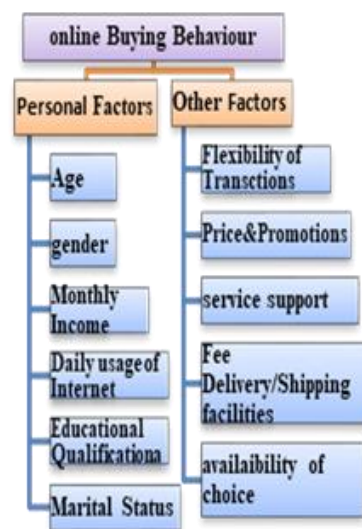 online Buying Behaviour
Personal Factors
Age
gender
Monthly
Income
Daily usage of
Internet
Educational
Qualificationa
Marital Status
Other Factors
Flexibility of
Transctions
Price&Promotions
service support
Fee
Delivery/Shipping
facilities
availaibility of
choice